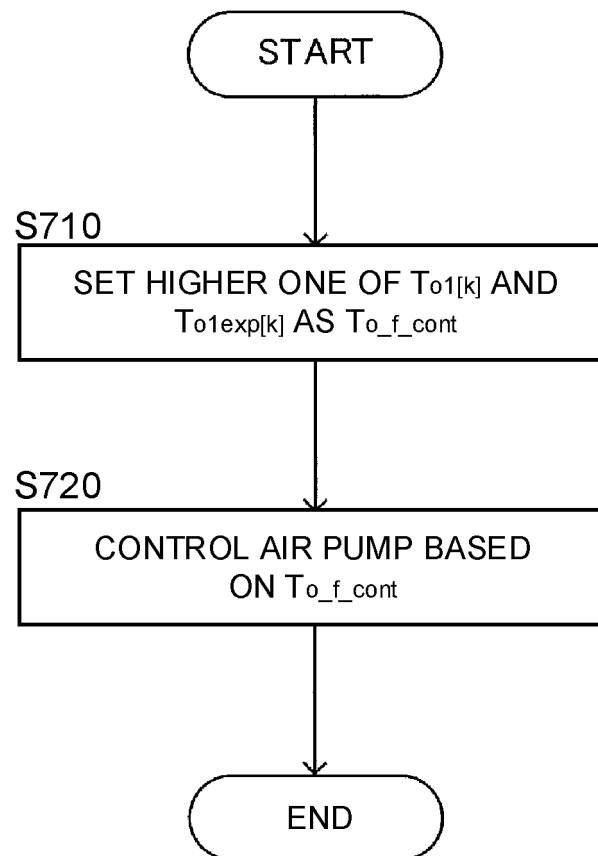 START
S710
SET HIGHER ONE OF To1[k] AND
To1exp[k] AS To_f_cont
S720
CONTROL AIR PUMP BASED
ON To_f_cont
END